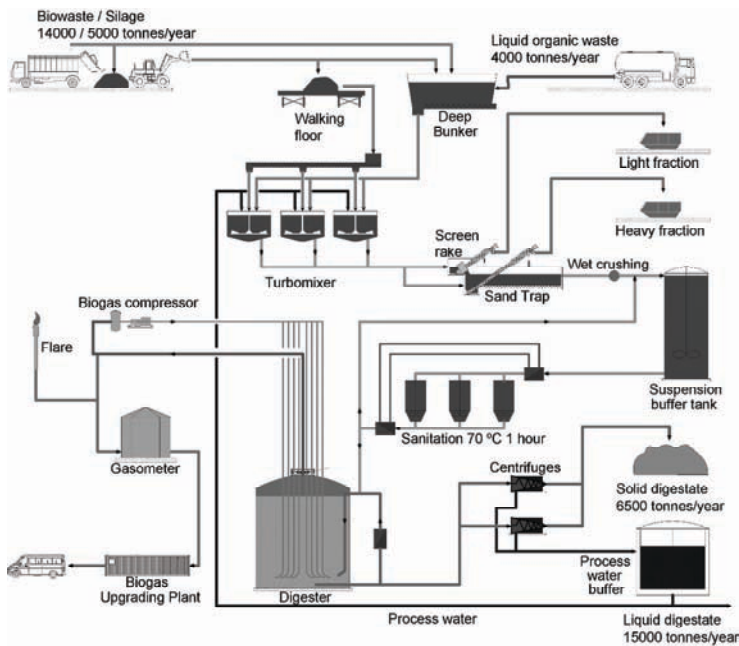 Biowaste / Silage
14000 / 5000 tonnes/year
Liquid organic waste
4000 tonnes/year
Walking
floor
Deep
Bunker
Light fraction
Heavy fraction
Screen
rake
Turbomixer
Sand Trap
Wet crushing
Biogas compressor
Flare
Suspension
buffer tank
Sanitation 70 ºC 1 hour
Gasometer
Centrifuges
Solid digestate
6500 tonnes/year
Biogas
Upgrading Plant
Digester
Process
water
buffer
Process water
Liquid digestate
15000 tonnes/year